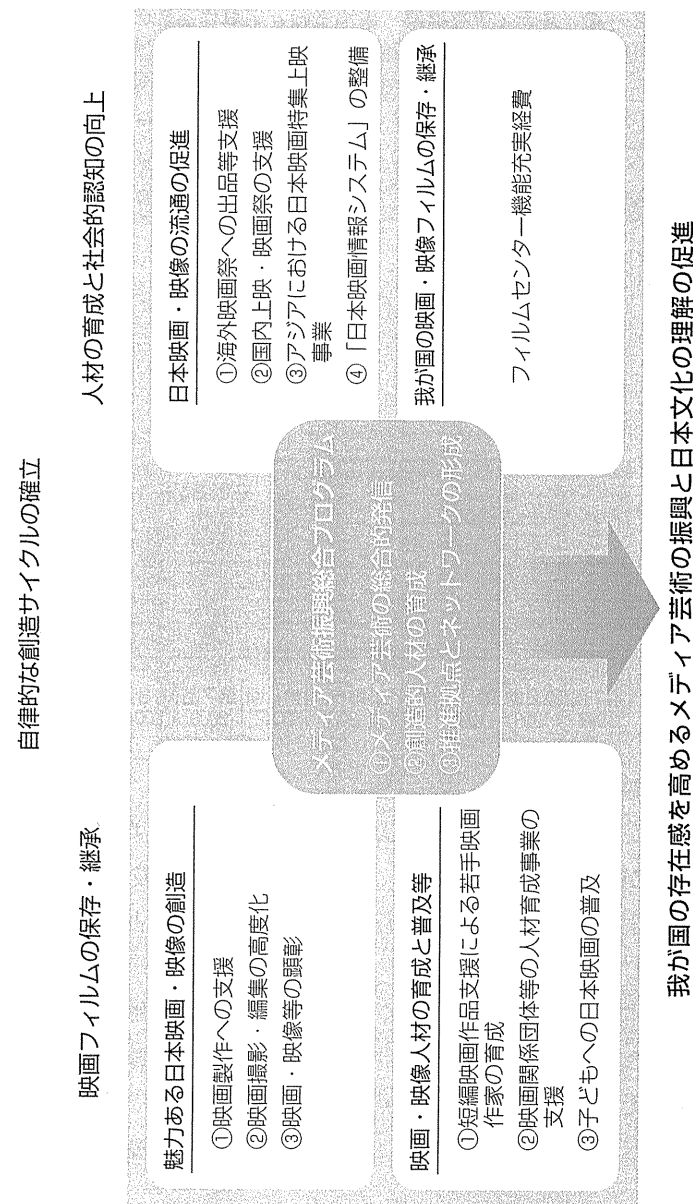 自律的な創造サイクルの確立
映画フィルムの保存・継承
人材の育成と社会的認知の向上
魅力ある日本映画・映像の創造
①映画製作への支援
②映画撮影・編集の高度化
③映画・映像等の顕彰
日本映画・映像の流通の促進
①海外映画祭への出品等支援
②国内上映・映画祭の支援
③アジアにおける日本映画特集上映
事業
④「日本映画情報システム」の整備
メディア芸術振興総合プログラム
①メディア芸術の総合的発信
②創造的人材の育成
③推進拠点とネットワークの形成
映画・映像人材の育成と普及等
①短編映画作品支援による若手映画
作家の育成
②映画関係団体等の人材育成事業の
支援
③子どもへの日本映画の普及
我が国の映画・映像フィルムの保存・継承
フィルムセンター機能充実経費
我が国の存在感を高めるメディア芸術の振興と日本文化の理解の促進